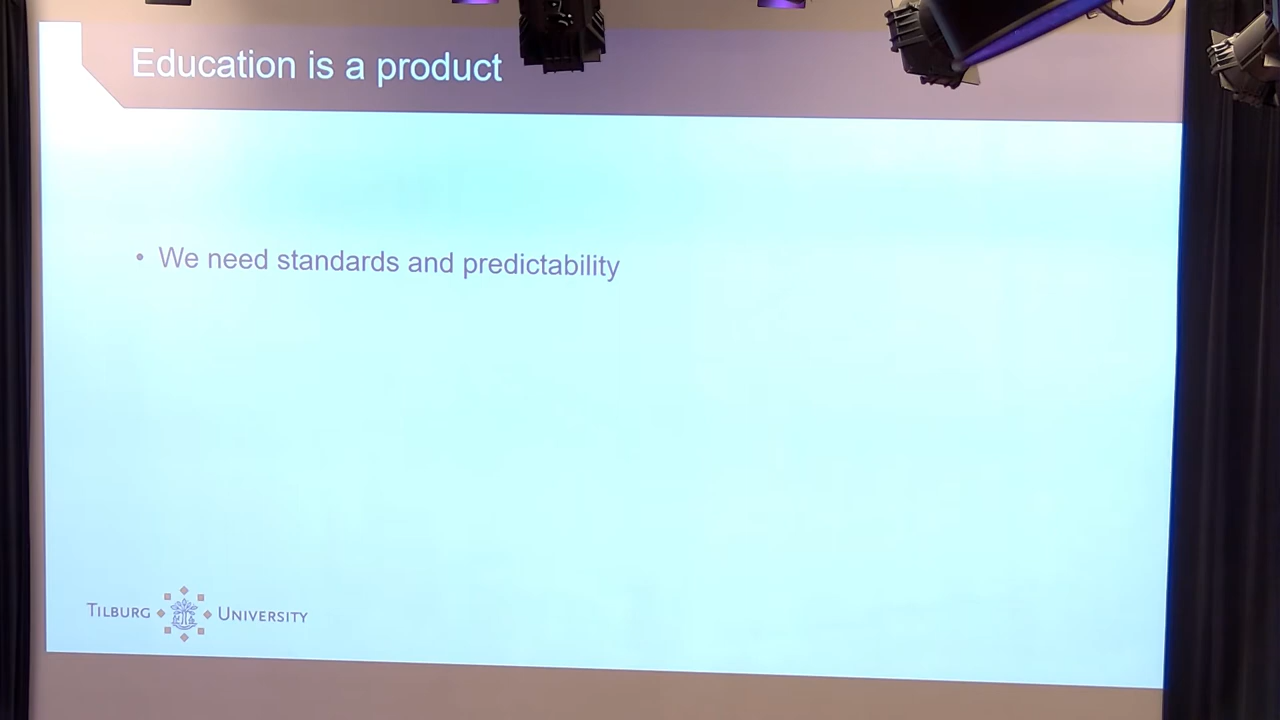 Education is a product
• We need standards and predictability
TILBURG UNIVERSITY